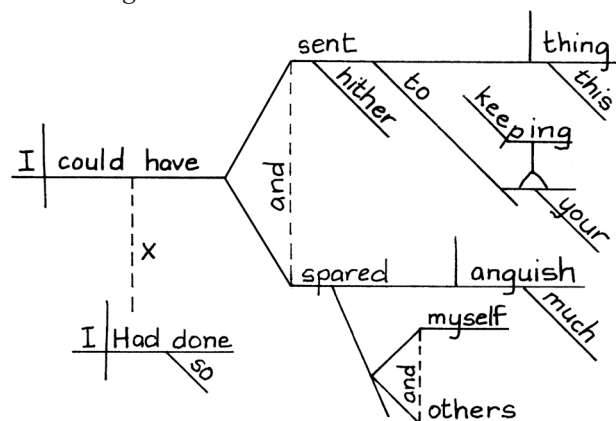 sent
thing
hither
to
this
keeping
your
I
could have
and
x
spared
anguish
much
I
Had done
so
myself
and
others